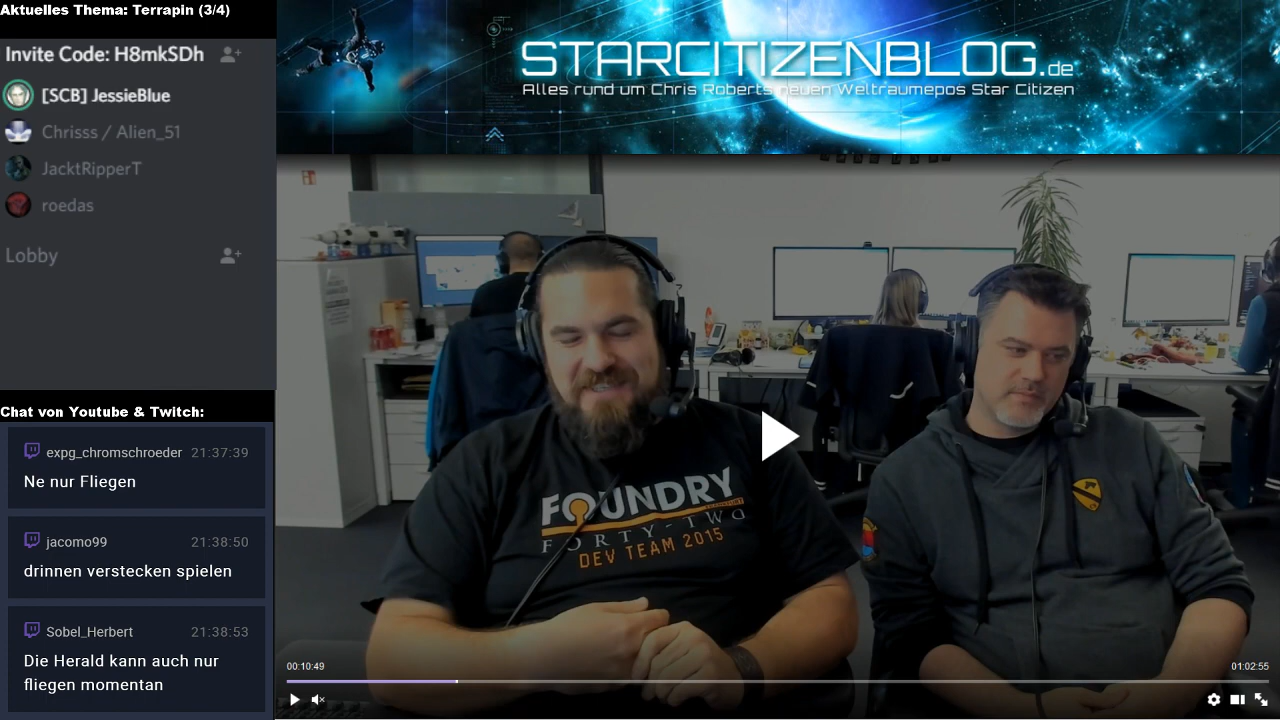 Aktuelles Thema: Terrapin (3/4)
Invite Code: H8mkSDh
[SCB] JessieBlue
Chrisss / Alien_51
JacktRipperT
roedas
Lobby
Chat von Youtube & Twitch:
expg_chromschroeder 21:37:39
Ne nur Fliegen
jacomo99 21:38:50
drinnen verstecken spielen
Sobel_Herbert 21:38:53
Die Herald kann auch nur
fliegen momentan
STARCITIZENBLOG.de
Alles rund um Chris Roberts neuen Weltraumepos Star Citizen
FOUNDRY
FRANKFURT
FORTY-TWO
DEV TEAM 2015
00:10:49
01:02:55